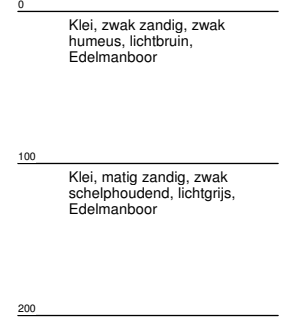 0
Klei, zwak zandig, zwak
humeus, lichtbruin,
Edelmanboor
100
Klei, matig zandig, zwak
schelphoudend, lichtgrijs,
Edelmanboor
200